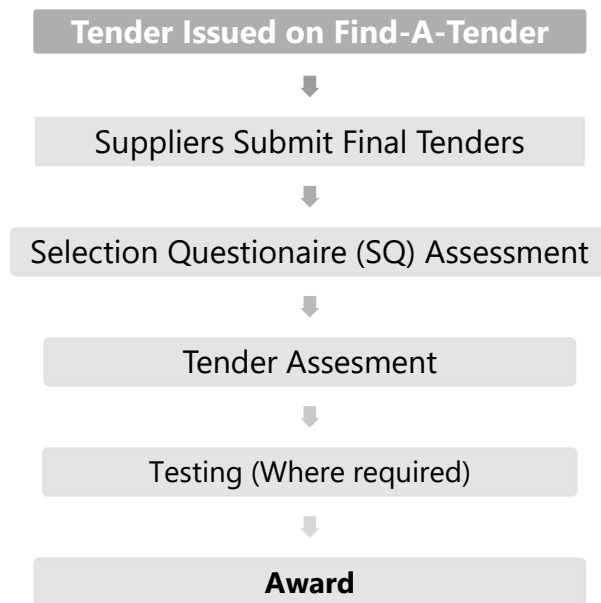 Tender Issued on Find-A-Tender
Suppliers Submit Final Tenders
Selection Questionaire (SQ) Assessment
Tender Assesment
Testing (Where required)
Award